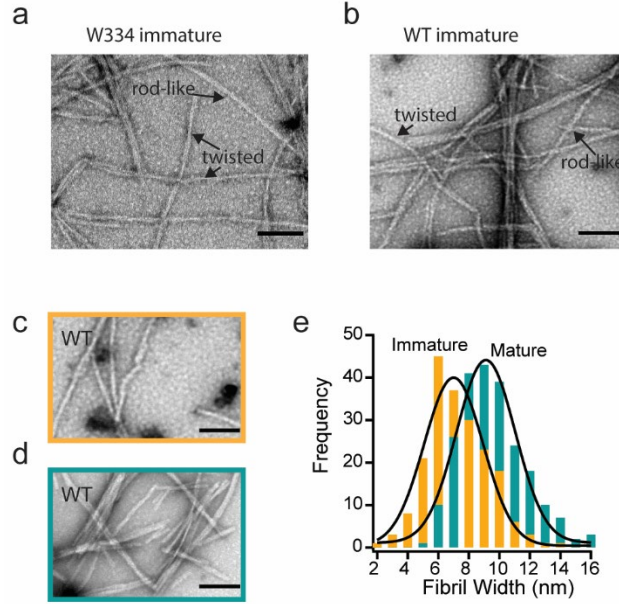 a
W334 immature
rod-like
twisted
b
WT immature
twisted
rod-like
c
WT
d
WT
e
50
40
30
20
10
0
Frequency
Immature
Mature
2 4 6 8 10 12 14 16
Fibril Width (nm)